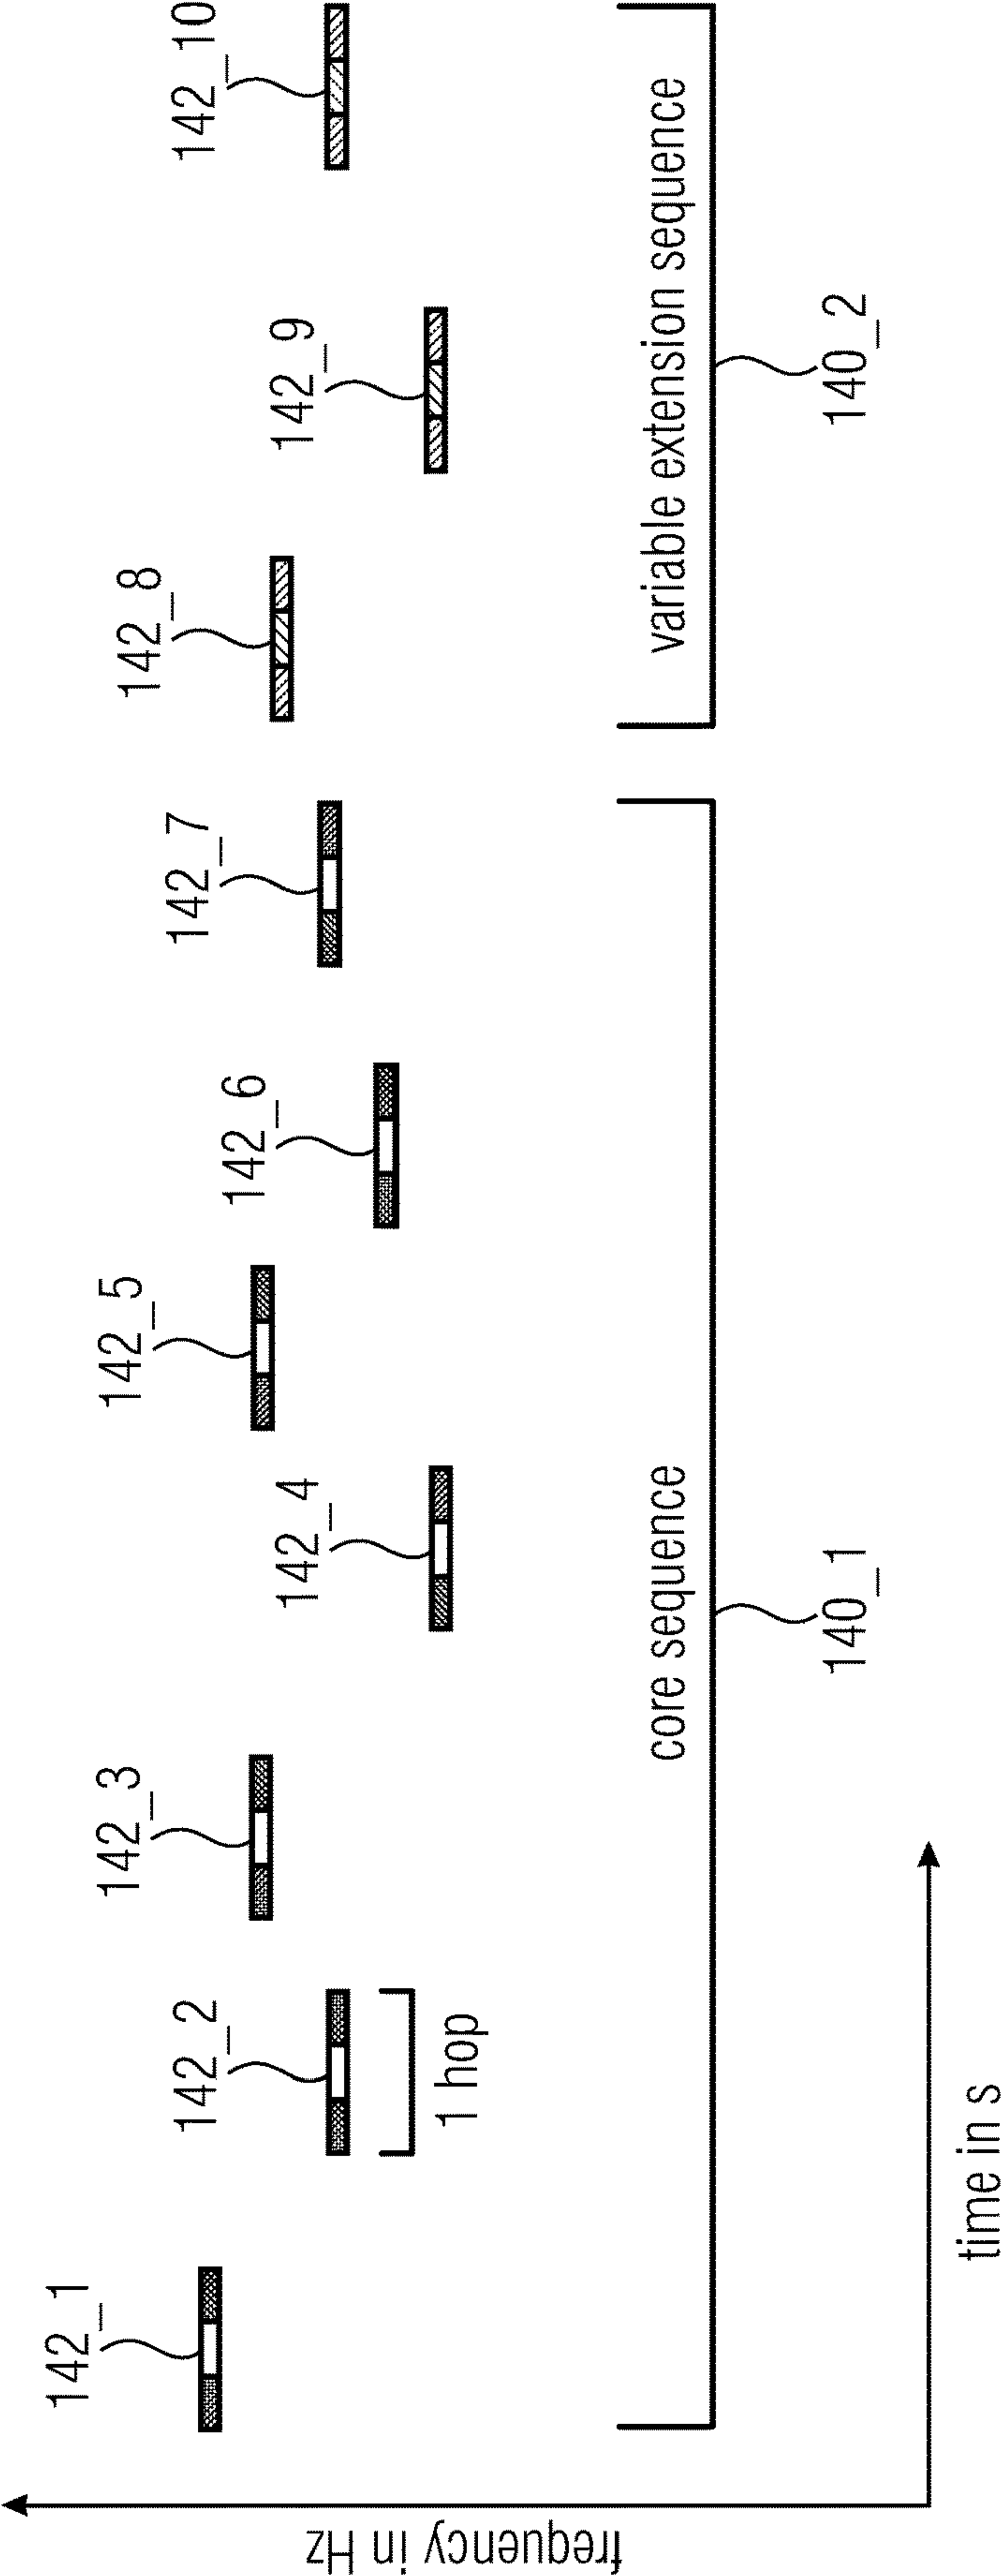 142_1
142_2
142_3
142_4
142_5
142_6
142_7
142_8
142_9
142_10
1 hop
core sequence
variable extension sequence
140_1
140_2
frequency in Hz
time in s